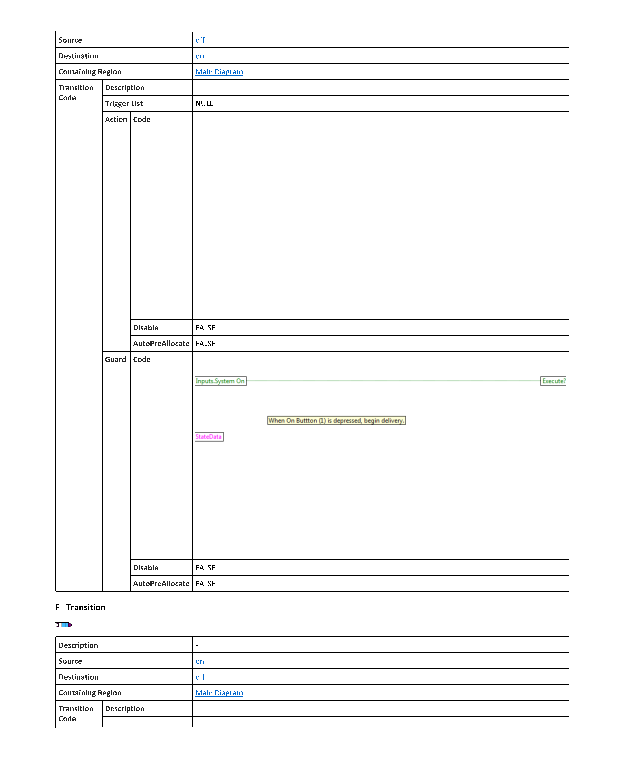 Source off
Destination on
Containing Region Main Diagram
Transition Code Description
Trigger List NULL
Action Code
Disable FALSE
AutoPreAllocate FALSE
Guard Code
Inputs.System On Execute?
When On Buttton (1) is depressed, begin delivery.
StateData
Disable FALSE
AutoPreAllocate FALSE
F Transition
Description -
Source on
Destination off
Containing Region Main Diagram
Transition Code Description